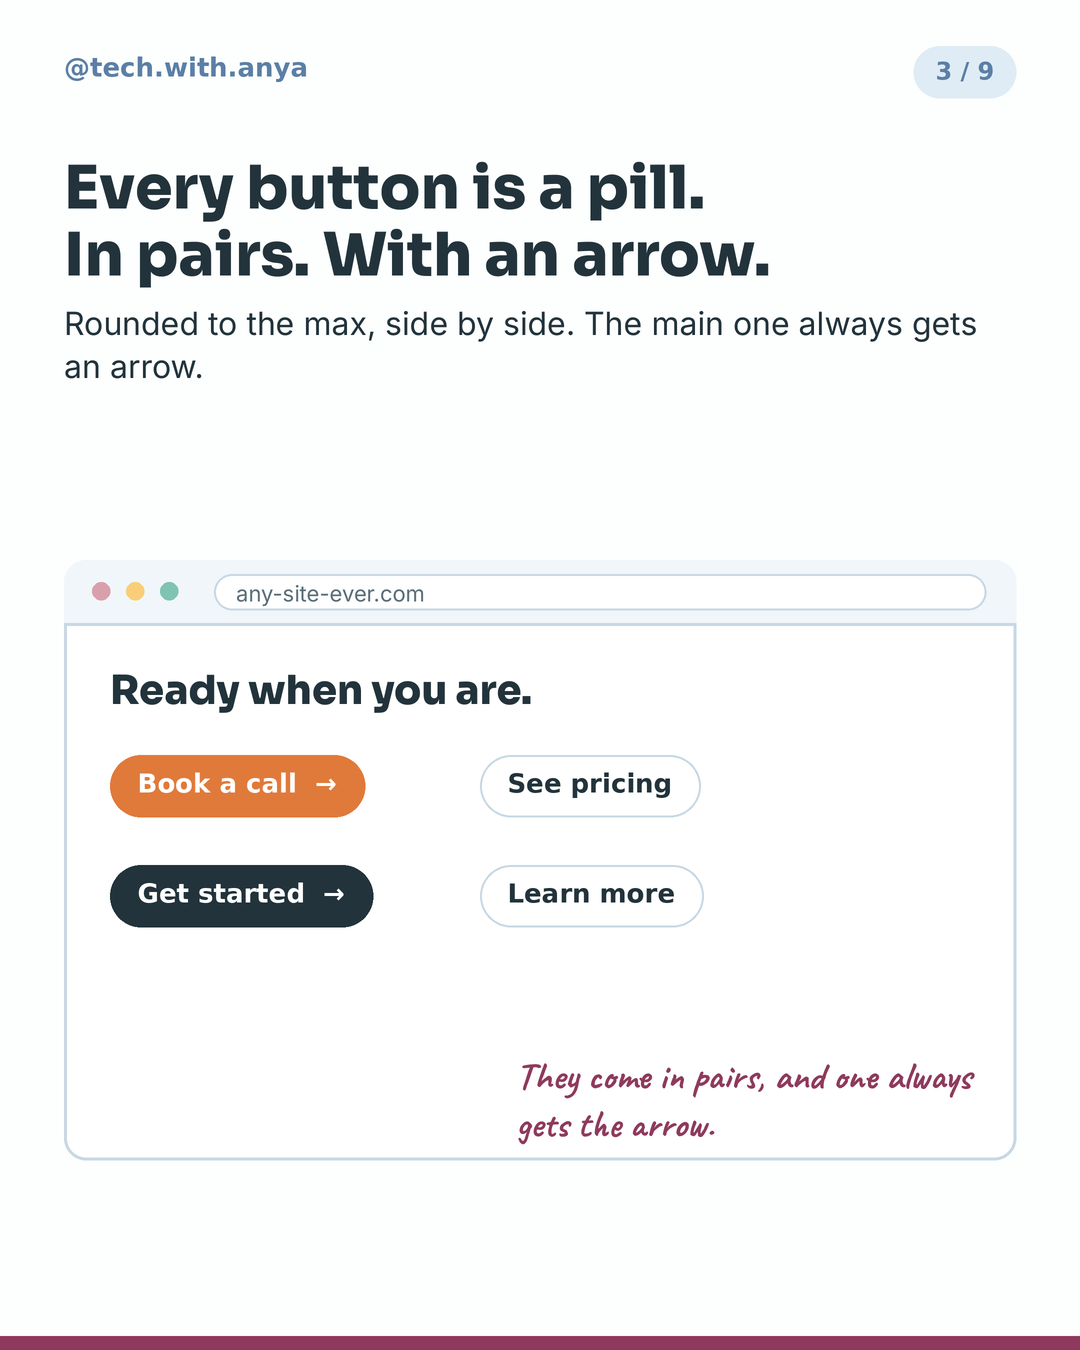 @tech.with.anya
3 / 9
Every button is a pill.
In pairs. With an arrow.
Rounded to the max, side by side. The main one always gets
an arrow.
any-site-ever.com
Ready when you are.
Book a call →
See pricing
Get started →
Learn more
They come in pairs, and one always
gets the arrow.